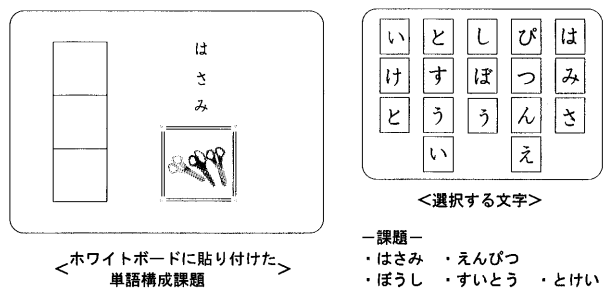 はさみ
いとしぴは
けすぼつみ
とううんさ
いえ
<ホワイトボードに貼り付けた
単語構成課題>
<選択する文字>
－課題－
・はさみ ・えんぴつ
・ぼうし ・すいとう ・とけい